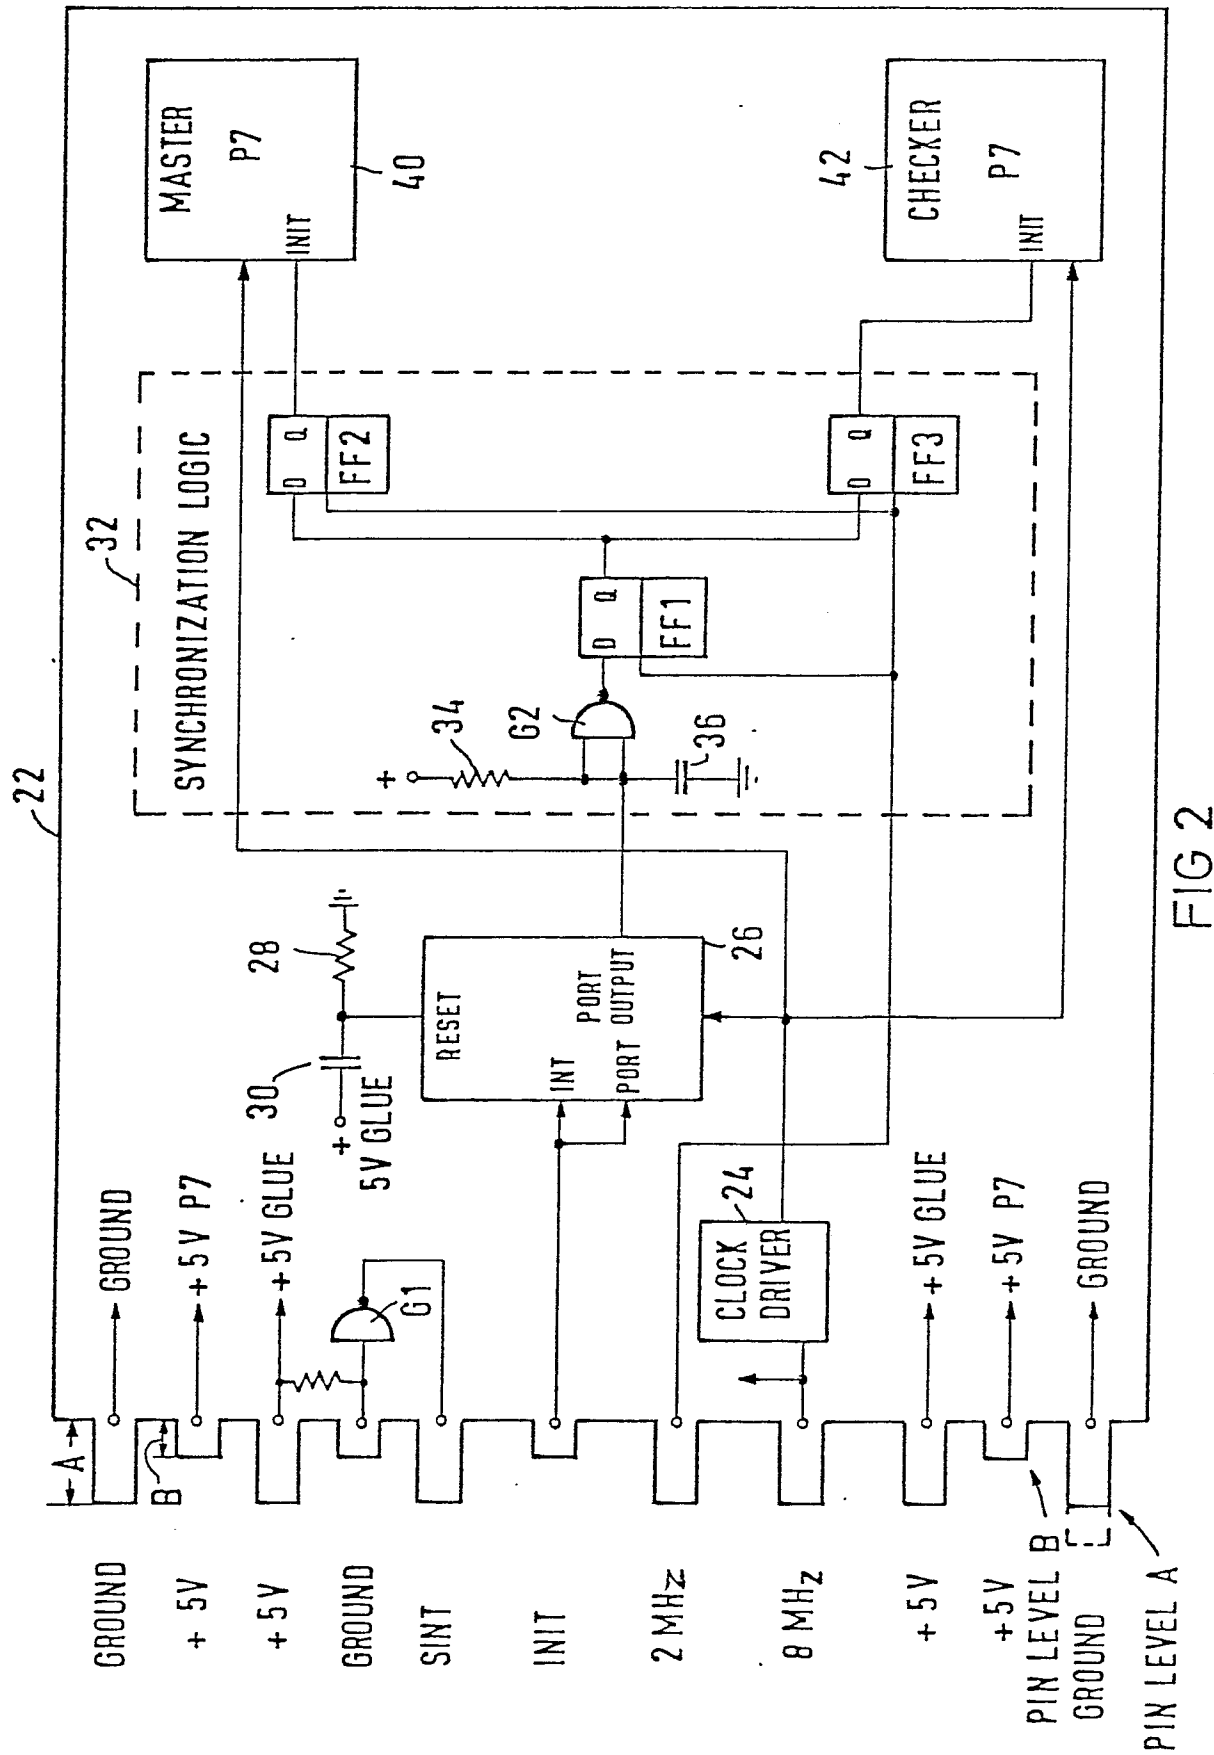 22
MASTER
P7
INIT
40
42
CHECKER
P7
INIT
32
SYNCHRONIZATION LOGIC
D Q
FF2
D Q
FF3
D Q
FF1
G2
+
34
36
28
30
+
5V GLUE
RESET
PORT
OUTPUT
INT
PORT
26
24
CLOCK
DRIVER
G1
GROUND
+5V P7
+5V GLUE
+5V GLUE
+5V P7
GROUND
A
B
GROUND
+5V
+5V
GROUND
SINT
INIT
2 MHz
8 MHz
+5V
+5V
PIN LEVEL B
GROUND
PIN LEVEL A
FIG 2